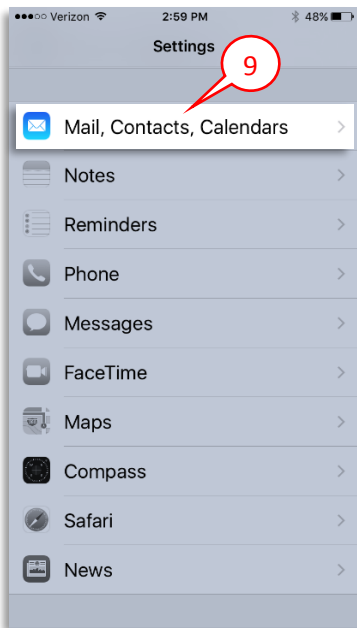 ●●●○○ Verizon 2:59 PM 48%
Settings
9
Mail, Contacts, Calendars
Notes
Reminders
Phone
Messages
FaceTime
Maps
Compass
Safari
News